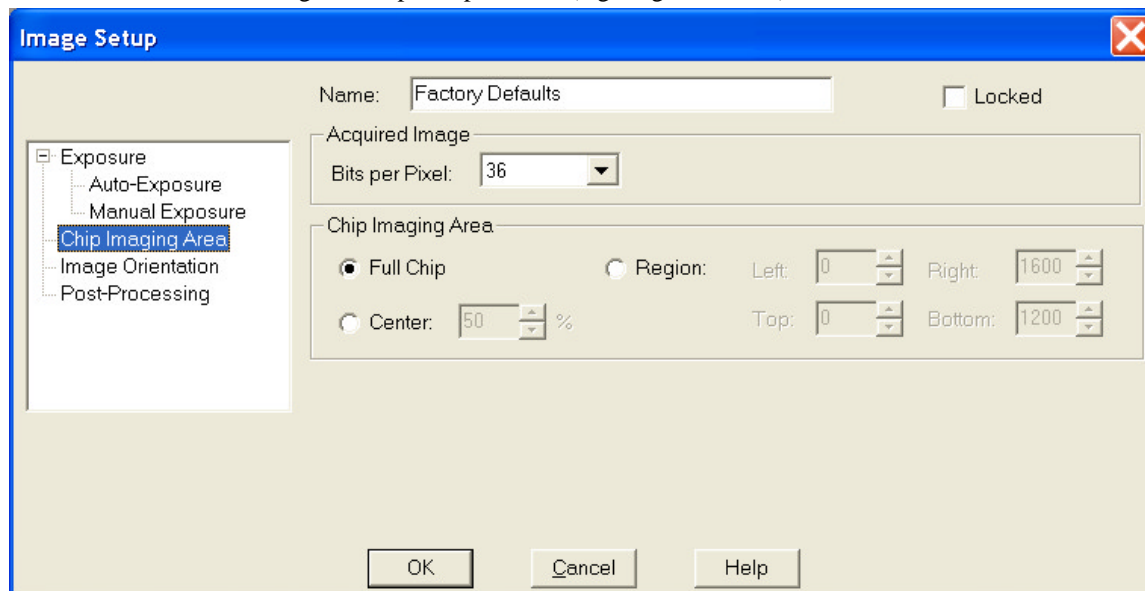 Image Setup
Name: Factory Defaults
Locked
Exposure
Auto-Exposure
Manual Exposure
Chip Imaging Area
Image Orientation
Post-Processing
Acquired Image
Bits per Pixel: 36
Chip Imaging Area
Full Chip
Region: Left: 0 Right: 1600
Center: 50 %
Top: 0 Bottom: 1200
OK Cancel Help